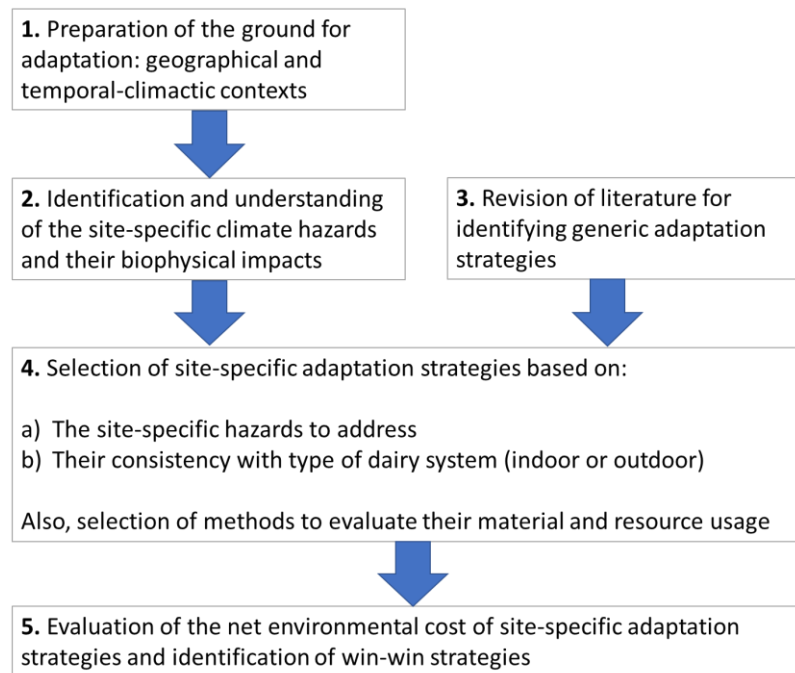 1. Preparation of the ground for
adaptation: geographical and
temporal-climactic contexts
2. Identification and understanding
of the site-specific climate hazards
and their biophysical impacts
3. Revision of literature for
identifying generic adaptation
strategies
4. Selection of site-specific adaptation strategies based on:
a) The site-specific hazards to address
b) Their consistency with type of dairy system (indoor or outdoor)
Also, selection of methods to evaluate their material and resource usage
5. Evaluation of the net environmental cost of site-specific adaptation
strategies and identification of win-win strategies